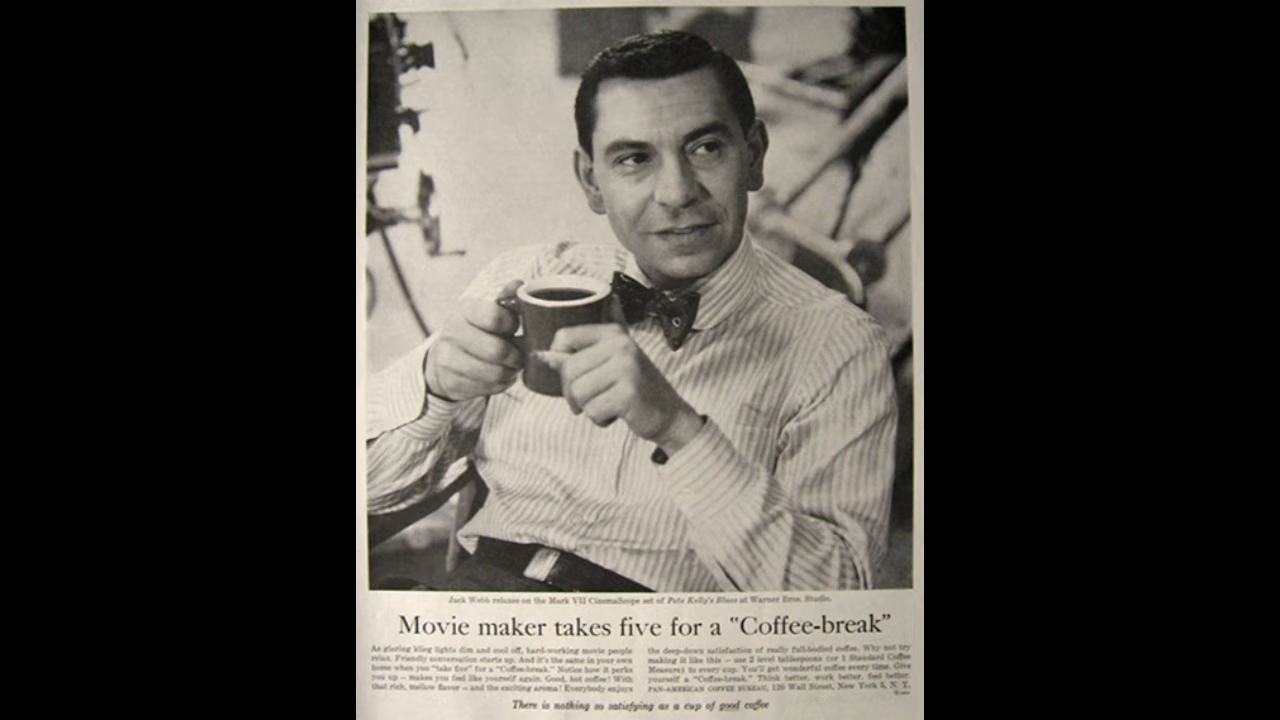 Jack Webb relaxes on the Mark VII CinemaScope set of Pete Kelly's Blues at Warner Bros. Studio.
Movie maker takes five for a "Coffee-break"
As glaring klieg lights dim and cool off, hard-working movie people
relax. Friendly conversation starts up. And it's the same in your own
home when you "take five" for a "Coffee-break." Notice how it perks
you up – makes you feel like yourself again. Good, hot coffee! With
that rich, mellow flavor – and the exciting aroma! Everybody enjoys
the deep-down satisfaction of really full-bodied coffee. Why not try
making it like this – use 2 level tablespoons (or 1 Standard Coffee
Measure) to every cup. You'll get wonderful coffee every time. Give
yourself a "Coffee-break." Think better, work better, feel better.
PAN-AMERICAN COFFEE BUREAU, 120 Wall Street, New York 5, N. Y.
There is nothing so satisfying as a cup of good coffee